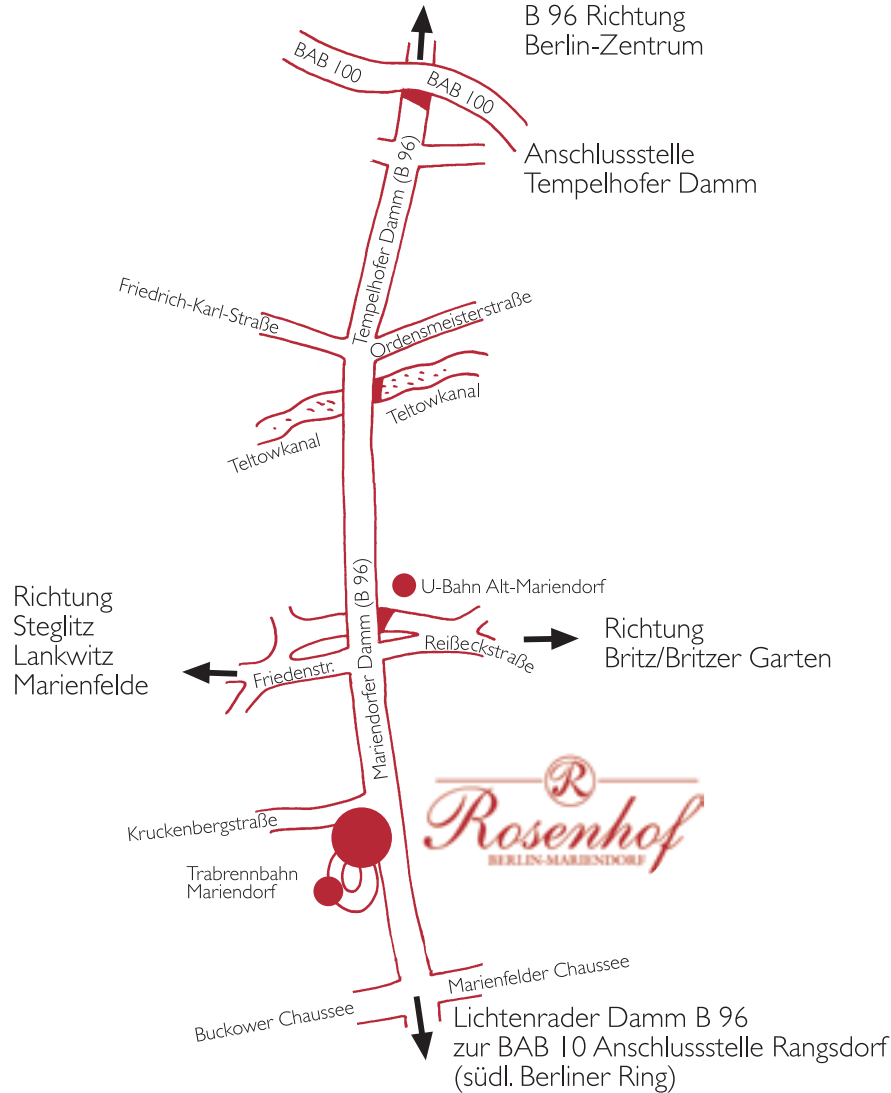 B 96 Richtung
Berlin-Zentrum
BAB 100
BAB 100
Anschlussstelle
Tempelhofer Damm
Tempelhofer Damm (B 96)
Friedrich-Karl-Straße
Ordensmeisterstraße
Teltowkanal
Teltowkanal
U-Bahn Alt-Mariendorf
Richtung
Steglitz
Lankwitz
Marienfelde
Mariendorfer Damm (B 96)
Friedenstr.
Reißeckstraße
Richtung
Britz/Britzer Garten
R
Rosenhof
BERLIN-MARIENDORF
Kruckenbergstraße
Trabrennbahn
Mariendorf
Marienfelder Chaussee
Buckower Chaussee
Lichtenrader Damm B 96
zur BAB 10 Anschlussstelle Rangsdorf
(südl. Berliner Ring)